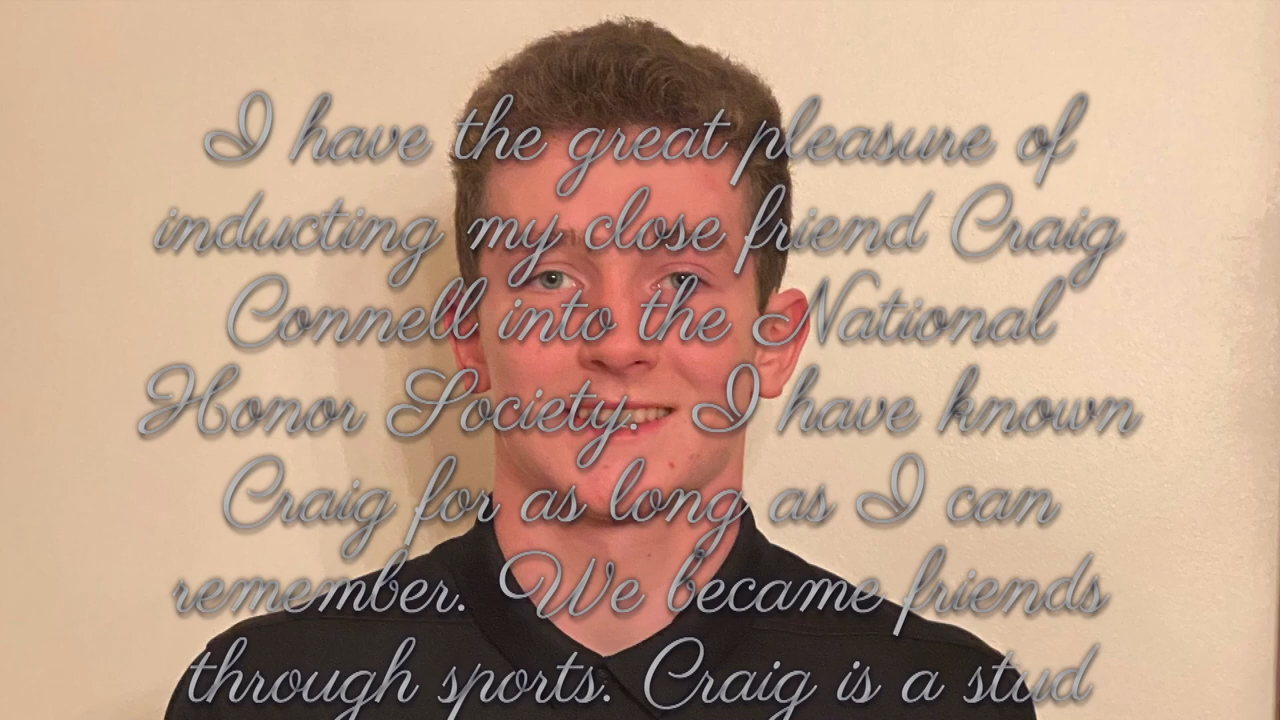 I have the great pleasure of
inducting my close friend Craig
Connell into the National
Honor Society.  I have known
Craig for as long as I can
remember.  We became friends
through sports. Craig is a stud